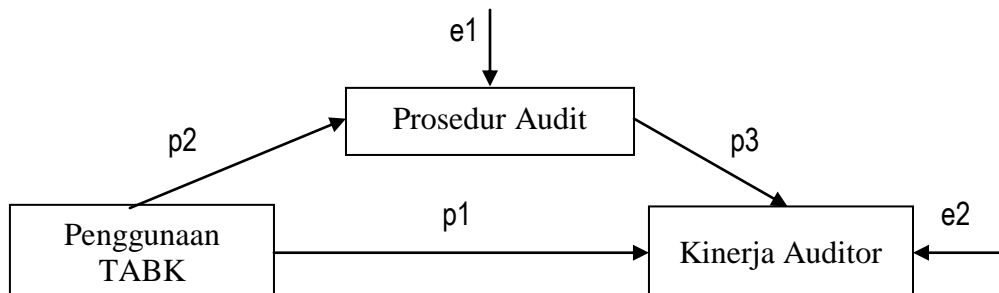 e1
Prosedur Audit
p2
p3
Penggunaan
TABK
p1
Kinerja Auditor
e2